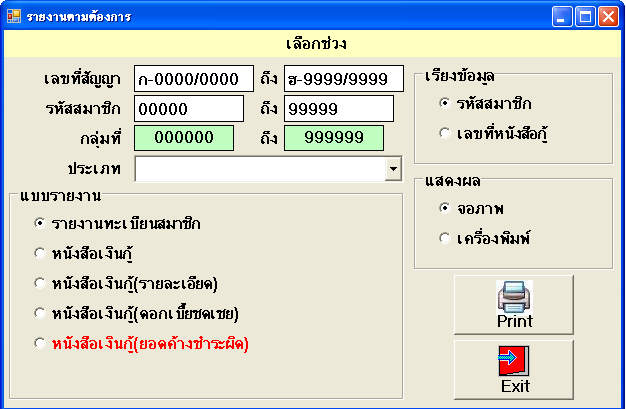 รายงานตามต้องการ
เลือกช่วง
เลขที่สัญญา ก-0000/0000 ถึง ฮ-9999/9999
รหัสสมาชิก 00000 ถึง 99999
กลุ่มที่ 000000 ถึง 999999
ประเภท
แบบรายงาน
รายงานทะเบียนสมาชิก
หนังสือเงินกู้
หนังสือเงินกู้(รายละเอียด)
หนังสือเงินกู้(ดอกเบี้ยชดเชย)
หนังสือเงินกู้(ยอดค้างชำระผิด)
เรียงข้อมูล
รหัสสมาชิก
เลขที่หนังสือกู้
แสดงผล
จอภาพ
เครื่องพิมพ์
Print
Exit